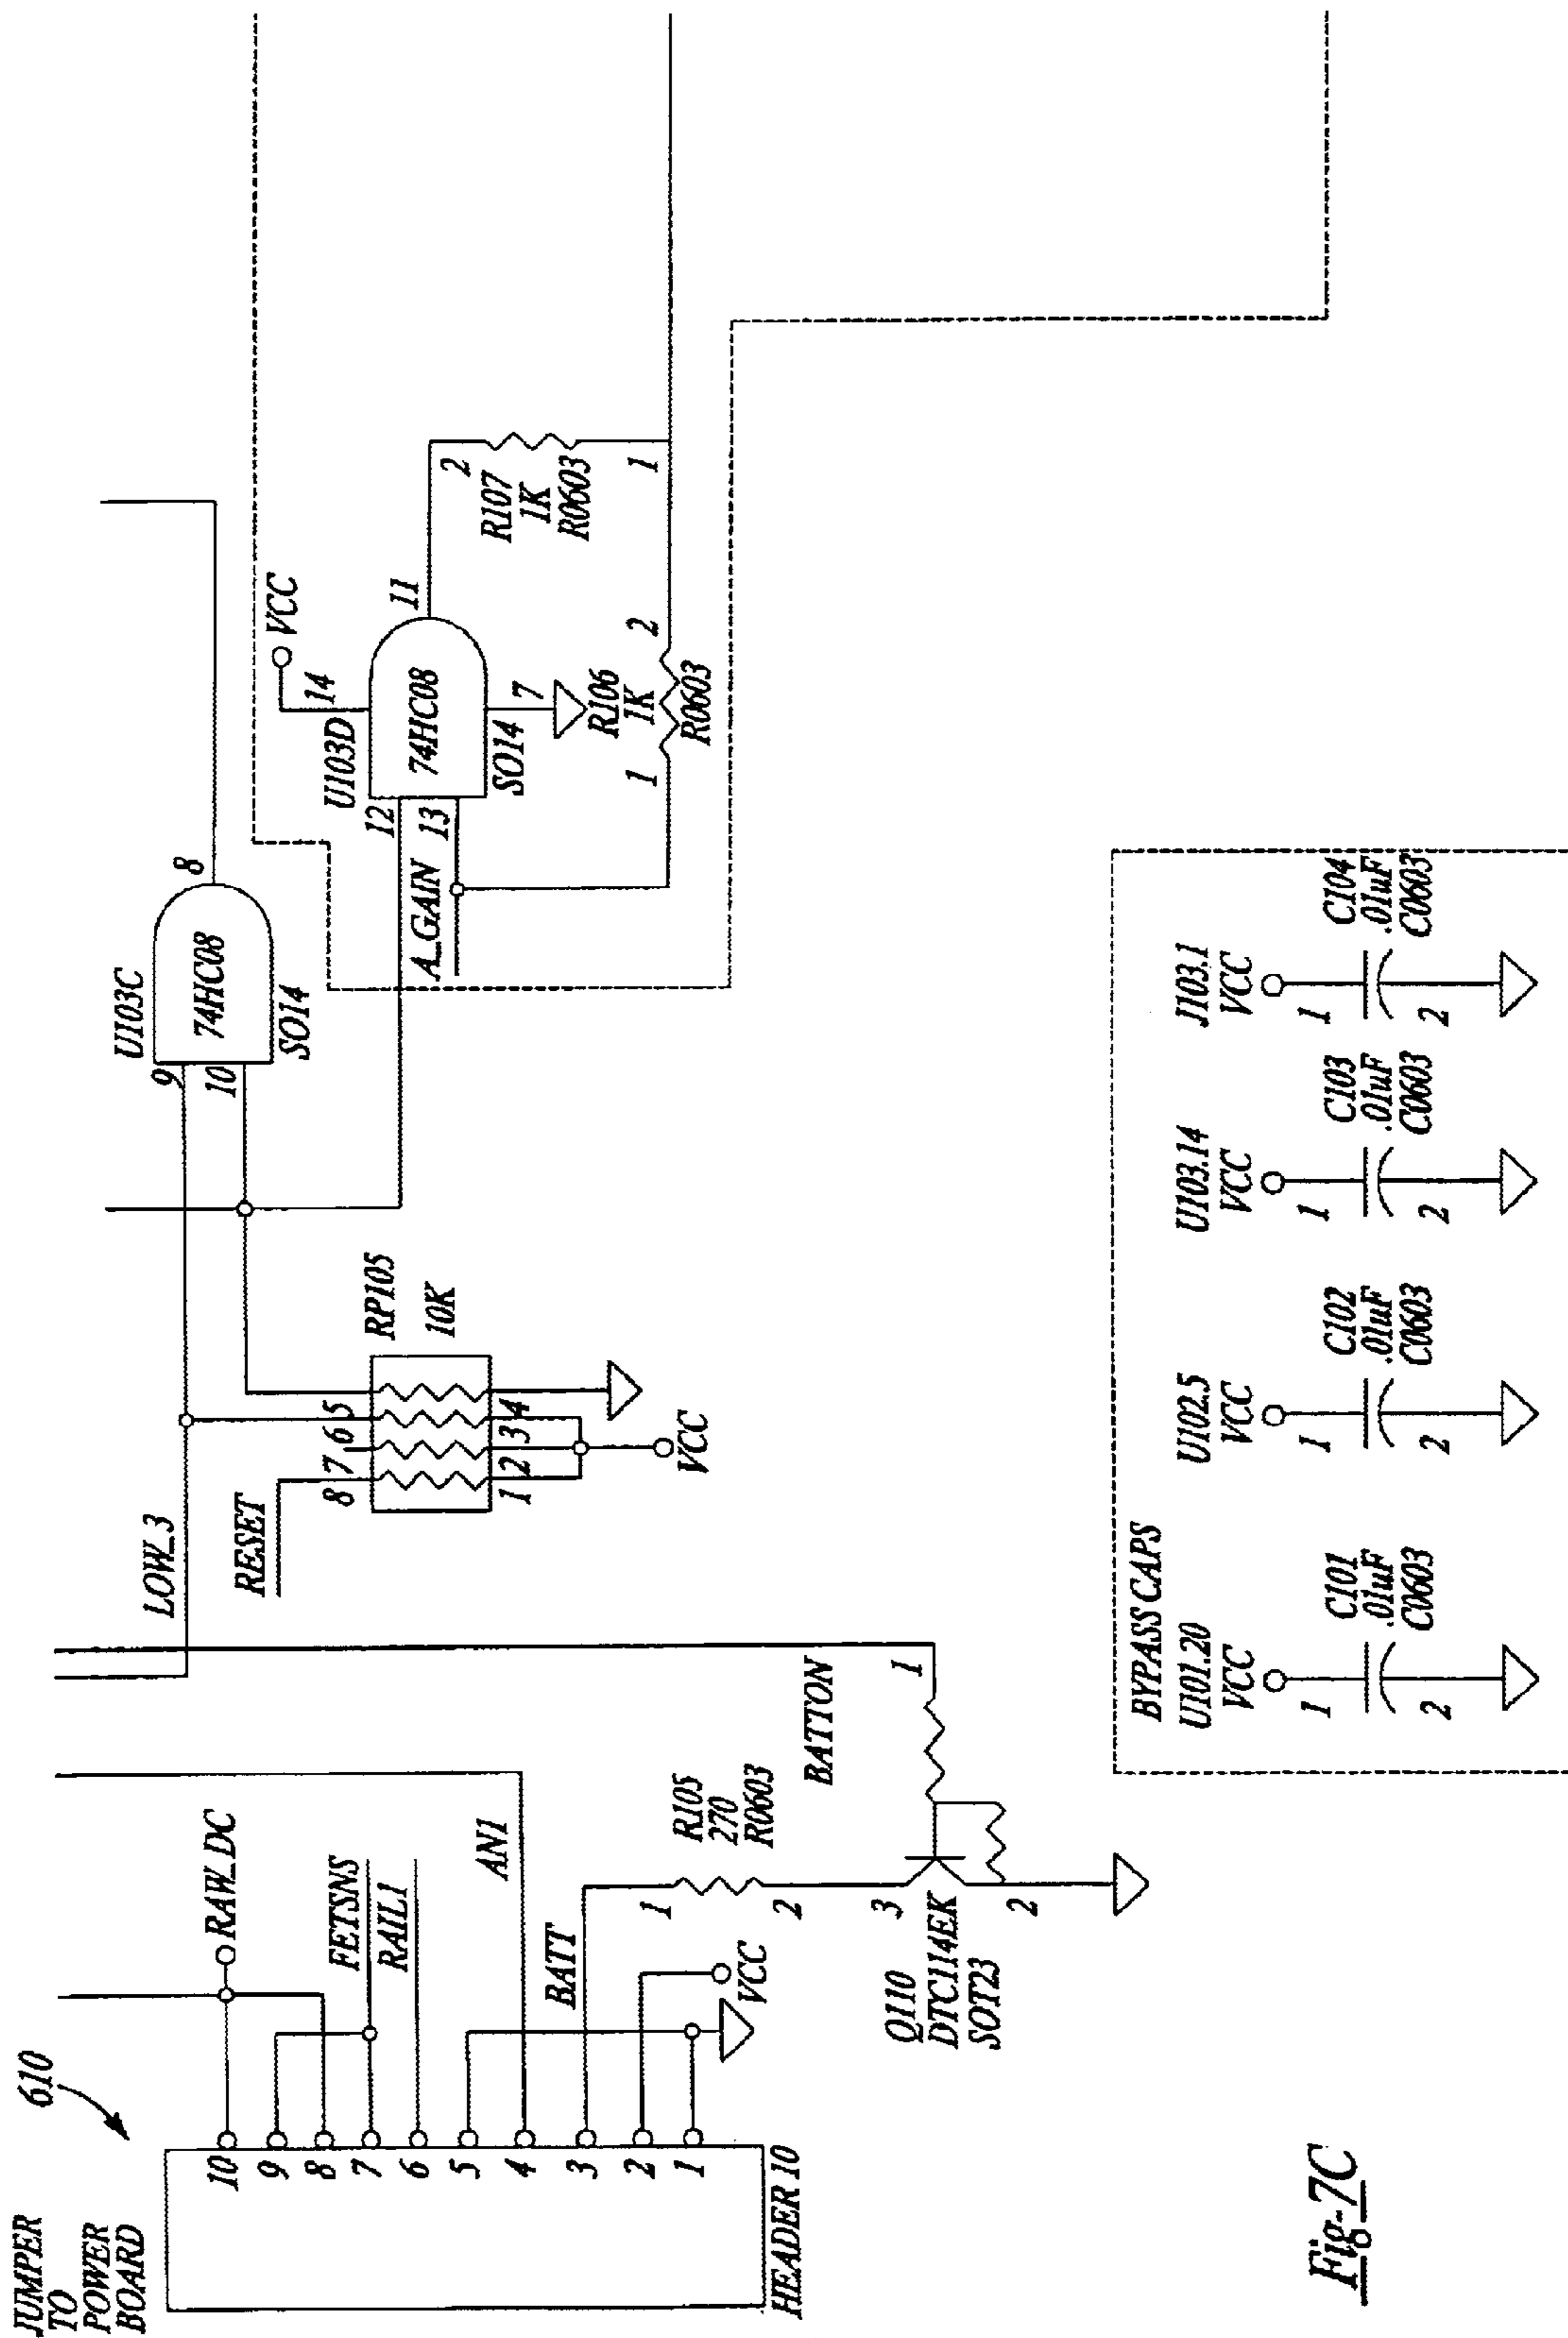 JUMPER
TO
POWER
BOARD
610
10
9
8
7
6
5
4
3
2
1
HEADER 10
RAW_DC
FETSNS
RAIL1
AN1
BATT
VCC
R105
270
R0603
1
2
BATTON
1
3
2
Q110
DTC114EK
SOT23
LOW_3
RESET
8
7
6
5
1
2
3
4
RP105
10K
VCC
U103C
9
10
74HC08
SO14
8
VCC
14
U103D
12
13
A_GAIN
74HC08
SO14
7
11
R107
1K
R0603
2
1
R106
1K
R0603
1
2
BYPASS CAPS
U101.20
VCC
1
2
C101
.01uF
C0603
U102.5
VCC
1
2
C102
.01uF
C0603
U103.14
VCC
1
2
C103
.01uF
C0603
J103.1
VCC
1
2
C104
.01uF
C0603
Fig-7C